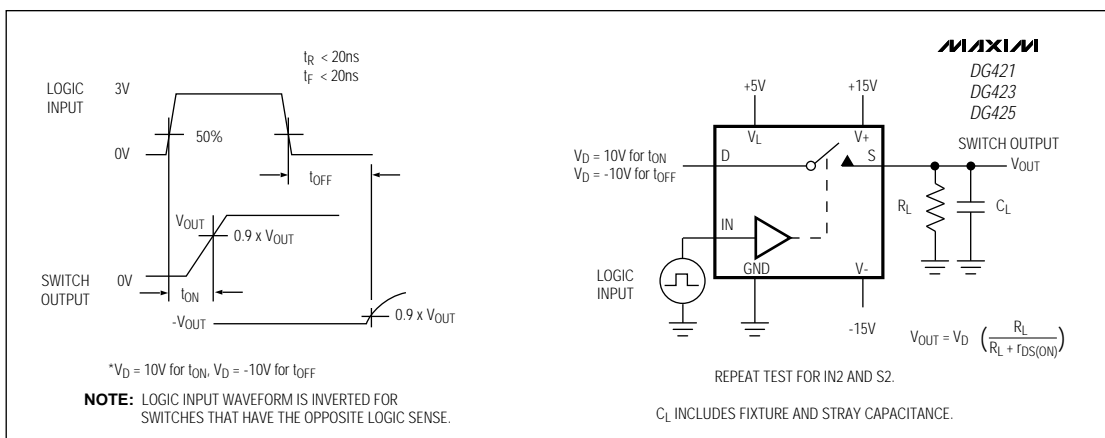 tR < 20ns
tF < 20ns
LOGIC
INPUT
3V
50%
0V
tOFF
VOUT
0.9 x VOUT
SWITCH
OUTPUT
0V
tON
-VOUT
0.9 x VOUT
*VD = 10V for tON, VD = -10V for tOFF
NOTE: LOGIC INPUT WAVEFORM IS INVERTED FOR
SWITCHES THAT HAVE THE OPPOSITE LOGIC SENSE.
MAXIM
DG421
DG423
DG425
+5V
+15V
VL
V+
SWITCH OUTPUT
VD = 10V for tON
VD = -10V for tOFF
D
S
VOUT
RL
CL
IN
LOGIC
INPUT
GND
V-
-15V
VOUT = VD ( RL / RL + rDS(ON) )
REPEAT TEST FOR IN2 AND S2.
CL INCLUDES FIXTURE AND STRAY CAPACITANCE.